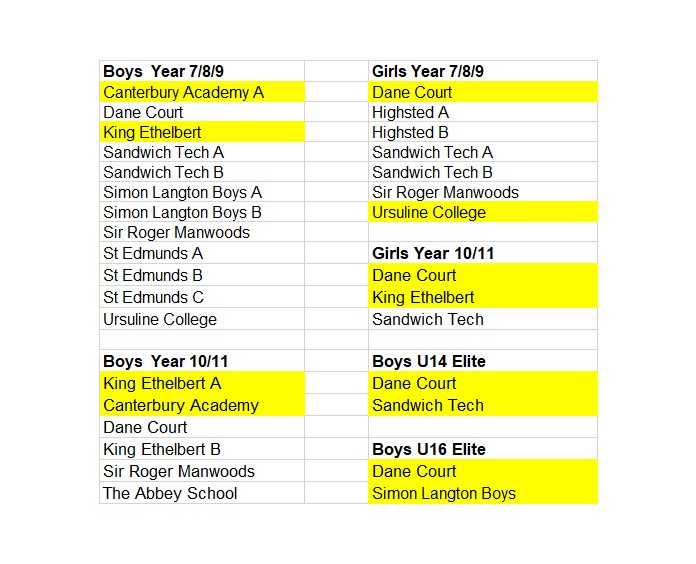 Boys  Year 7/8/9
Canterbury Academy A
Dane Court
King Ethelbert
Sandwich Tech A
Sandwich Tech B
Simon Langton Boys A
Simon Langton Boys B
Sir Roger Manwoods
St Edmunds A
St Edmunds B
St Edmunds C
Ursuline College
Boys  Year 10/11
King Ethelbert A
Canterbury Academy
Dane Court
King Ethelbert B
Sir Roger Manwoods
The Abbey School
Girls Year 7/8/9
Dane Court
Highsted A
Highsted B
Sandwich Tech A
Sandwich Tech B
Sir Roger Manwoods
Ursuline College
Girls Year 10/11
Dane Court
King Ethelbert
Sandwich Tech
Boys U14 Elite
Dane Court
Sandwich Tech
Boys U16 Elite
Dane Court
Simon Langton Boys